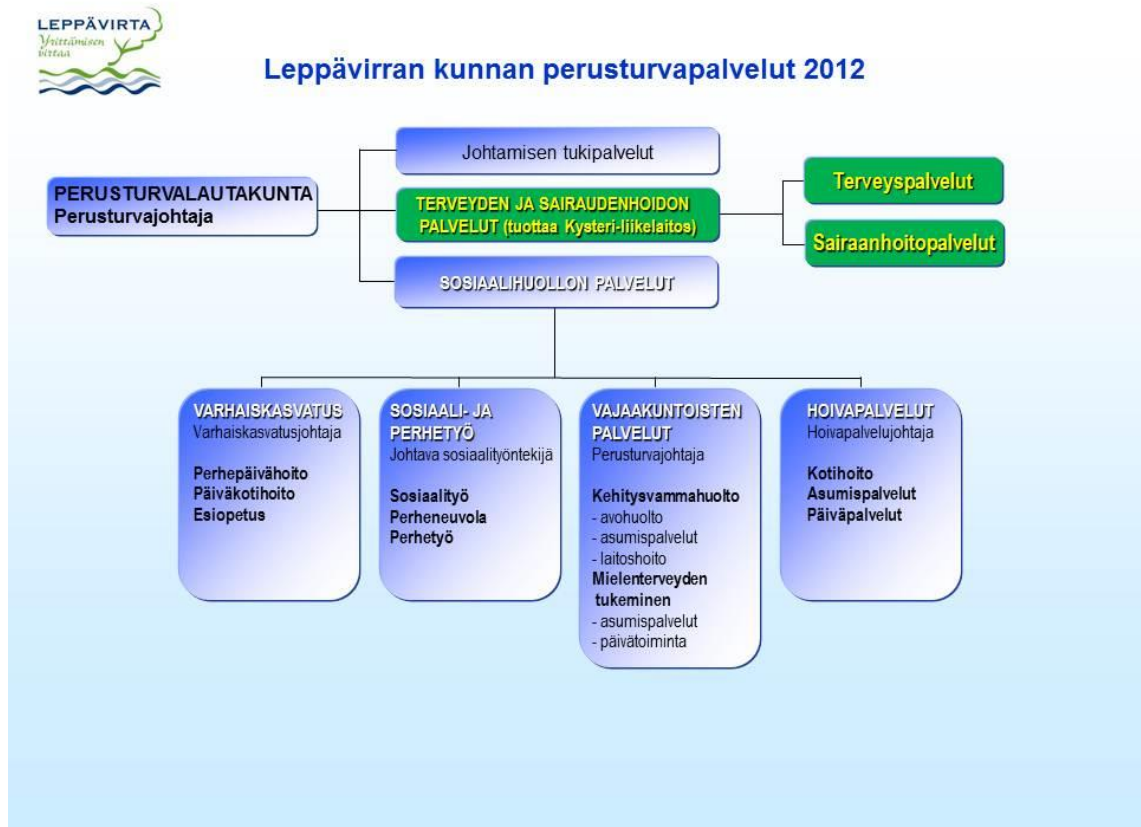 LEPPÄVIRTA
Yrittämisen
virtaa
Leppävirran kunnan perusturvapalvelut 2012
PERUSTURVALAUTAKUNTA
Perusturvajohtaja
Johtamisen tukipalvelut
TERVEYDEN JA SAIRAUDENHOIDON
PALVELUT (tuottaa Kysteri-liikelaitos)
SOSIAALIHUOLLON PALVELUT
Terveyspalvelut
Sairaanhoitopalvelut
VARHAISKASVATUS
Varhaiskasvatusjohtaja
Perhepäivähoito
Päiväkotihoito
Esiopetus
SOSIAALI- JA
PERHETYÖ
Johtava sosiaalityöntekijä
Sosiaalityö
Perheneuvola
Perhetyö
VAJAAKUNTOISTEN
PALVELUT
Perusturvajohtaja
Kehitysvammahuolto
- avohuolto
- asumispalvelut
- laitoshoito
Mielenterveyden
tukeminen
- asumispalvelut
- päivätoiminta
HOIVAPALVELUT
Hoivapalvelujohtaja
Kotihoito
Asumispalvelut
Päiväpalvelut